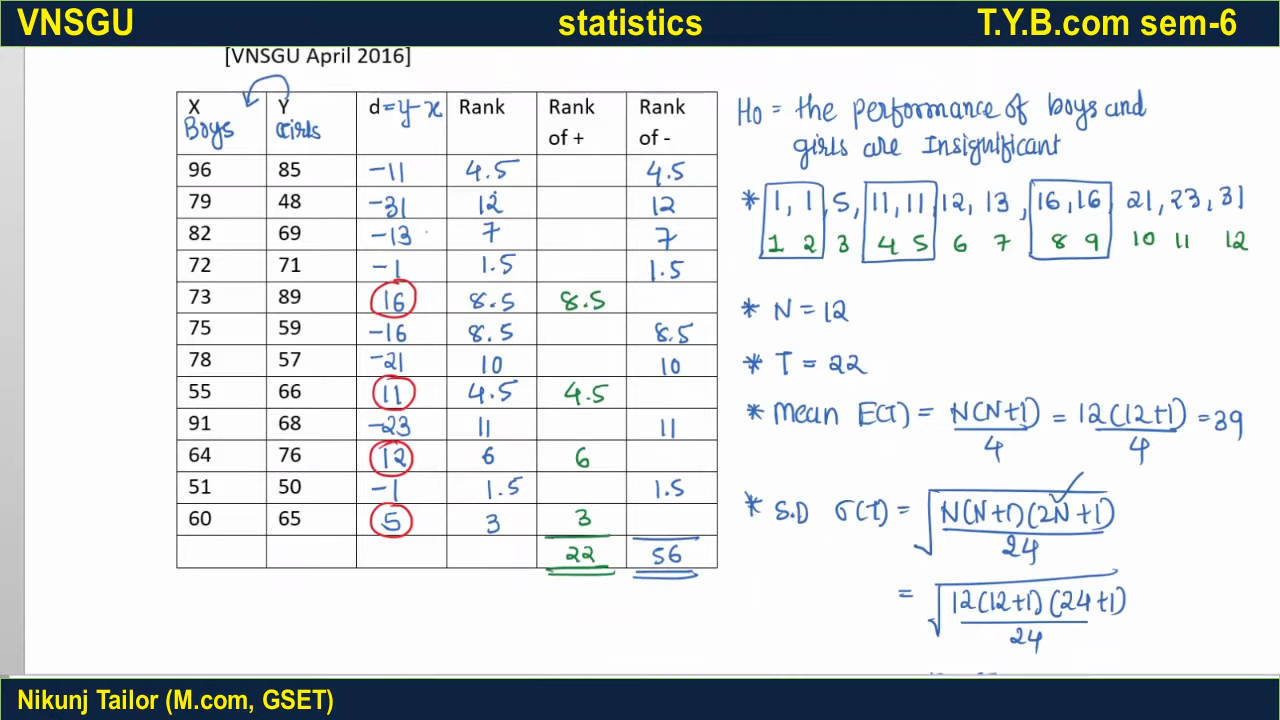 VNSGU statistics T.Y.B.com sem-6
[VNSGU April 2016]
X Boys Y Girls d=y-x Rank Rank of + Rank of -
96 85 -11 4.5 4.5
79 48 -31 12 12
82 69 -13 7 7
72 71 -1 1.5 1.5
73 89 16 8.5 8.5
75 59 -16 8.5 8.5
78 57 -21 10 10
55 66 11 4.5 4.5
91 68 -23 11 11
64 76 12 6 6
51 50 -1 1.5 1.5
60 65 5 3 3
22 56
Ho = the performance of boys and
girls are Insignificant
* 1, 1, 5, 11, 11, 12, 13, 16, 16 21, 23, 31
1 2 3 4 5 6 7 8 9 10 11 12
* N = 12
* T = 22
* Mean E(T) = N(N+1)/4 = 12(12+1)/4 = 39
* S.D σ(T) = √N(N+1)(2N+1)/24
= √12(12+1)(24+1)/24
Nikunj Tailor (M.com, GSET)